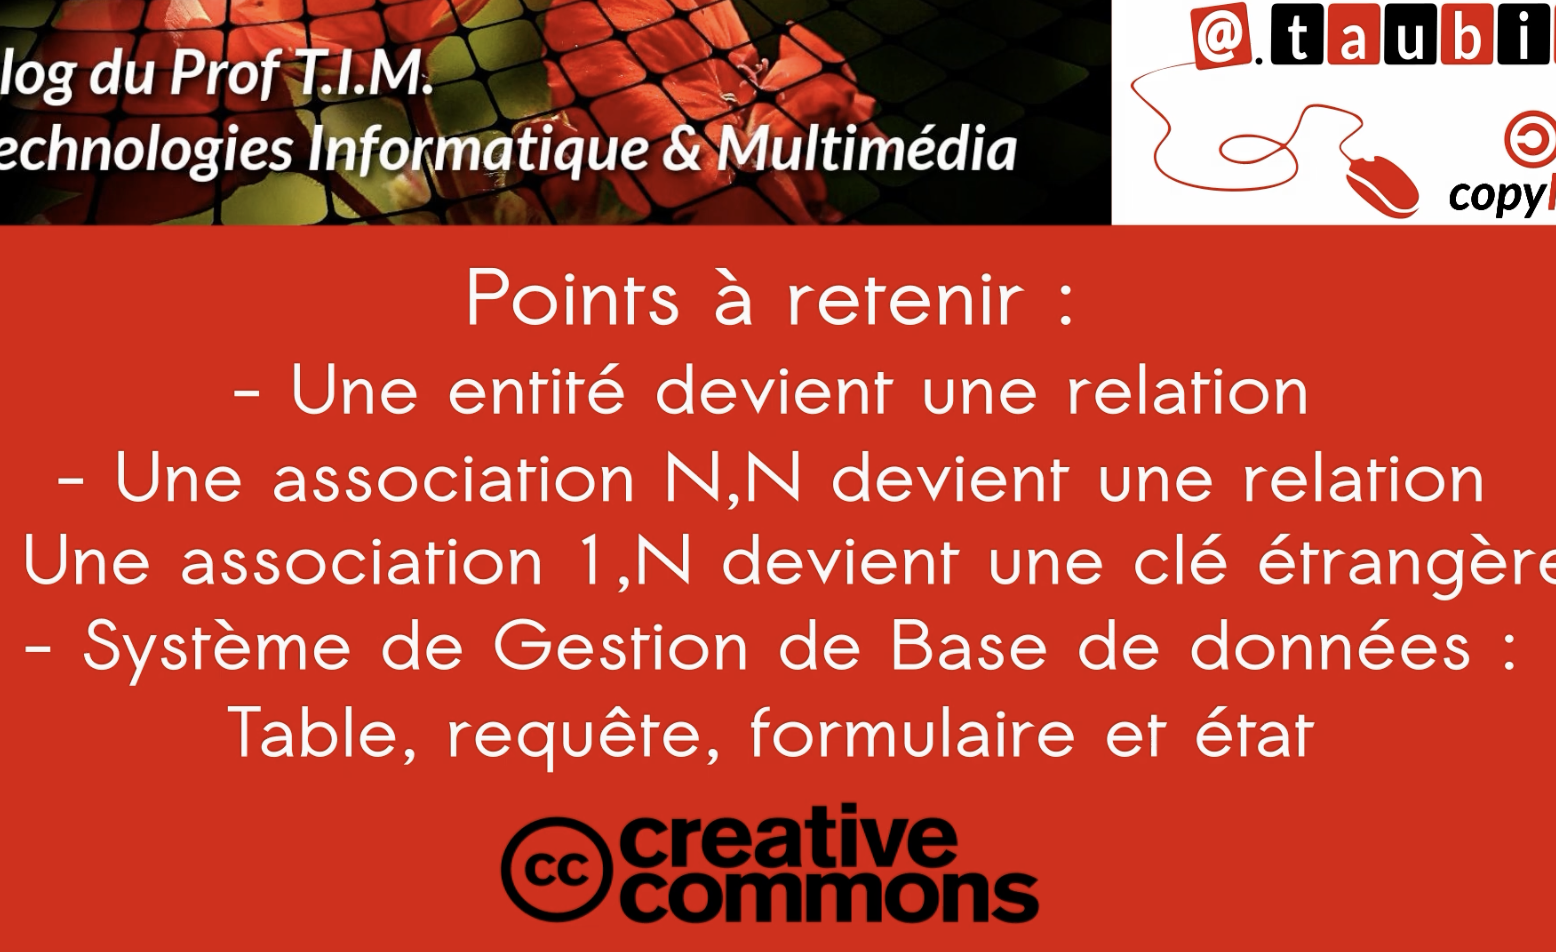 log du Prof T.I.M.
echnologies Informatique & Multimédia
@.taubi
copy
Points à retenir :
- Une entité devient une relation
- Une association N,N devient une relation
Une association 1,N devient une clé étrangère
- Système de Gestion de Base de données :
Table, requête, formulaire et état
cc creative
commons